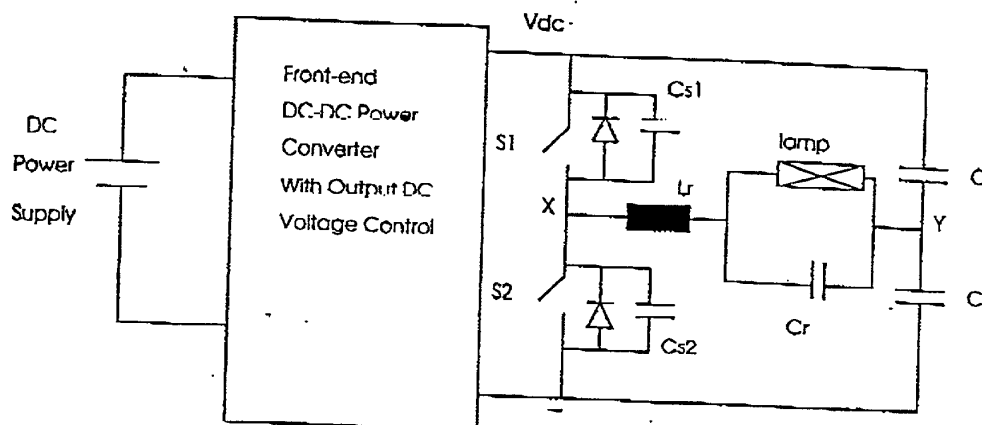 Vdc
DC
Power
Supply
Front-end
DC-DC Power
Converter
With Output DC
Voltage Control
S1
Cs1
lamp
C
X
Lr
Y
S2
C
Cs2
Cr